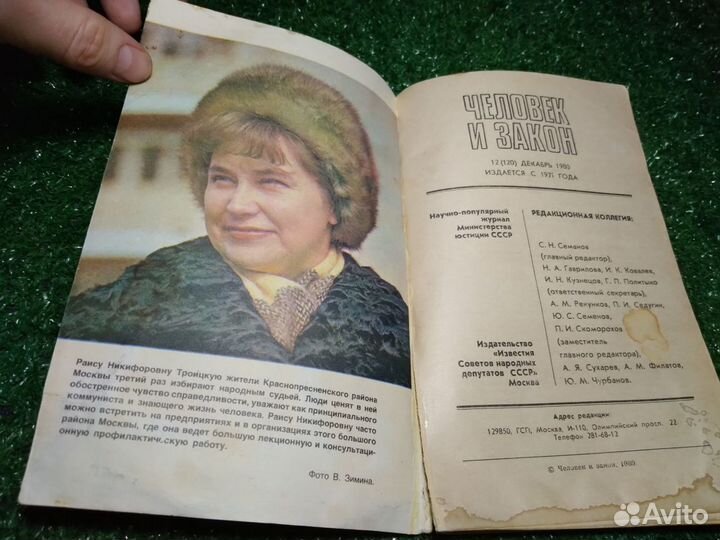 Раису Никифоровну Троицкую жители Краснопресненского района
Москвы третий раз избирают народным судьей. Люди ценят в ней
обостренное чувство справедливости, уважают как принципиального
коммуниста и знающего жизнь человека. Раису Никифоровну часто
можно встретить на предприятиях и в организациях этого большого
района Москвы, где она ведет большую лекционную и консультаци-
онную профилактическую работу.
Фото В. Зимина.
ЧЕЛОВЕК
И ЗАКОН
12 (120) ДЕКАБРЬ 1980
ИЗДАЕТСЯ С 1971 ГОДА
Научно-популярный
журнал
Министерства
юстиции СССР
Издательство
«Известия
Советов народных
депутатов СССР»
Москва
РЕДАКЦИОННАЯ КОЛЛЕГИЯ:
С. Н. Семанов
(главный редактор),
Н. А. Гаврилова, И. К. Ковалев,
И. Н. Кузнецов, Г. П. Политыко
(ответственный секретарь),
А. М. Рекунков, П. И. Седугин,
Ю. С. Семенов,
П. И. Скоморохов
(заместитель
главного редактора),
А. Я. Сухарев, А. М. Филатов,
Ю. М. Чурбанов.
Адрес редакции:
129850, ГСП, Москва, И-110, Олимпийский просп. 22.
Телефон 281-68-12
© Человек и закон, 1980
Avito